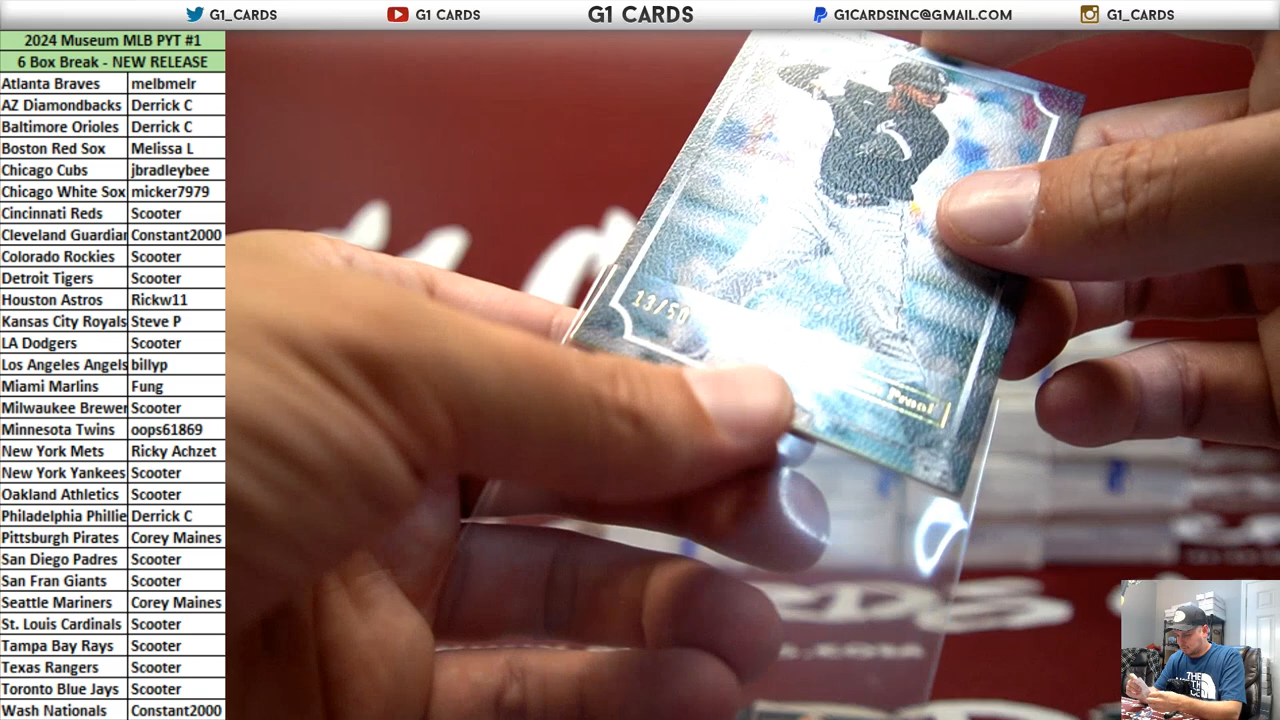 G1_CARDS G1 CARDS G1 CARDS G1CARDSINC@GMAIL.COM G1_CARDS
2024 Museum MLB PYT #1
6 Box Break - NEW RELEASE
Atlanta Braves melbmelr
AZ Diamondbacks Derrick C
Baltimore Orioles Derrick C
Boston Red Sox Melissa L
Chicago Cubs jbradleybee
Chicago White Sox micker7979
Cincinnati Reds Scooter
Cleveland Guardian Constant2000
Colorado Rockies Scooter
Detroit Tigers Scooter
Houston Astros Rickw11
Kansas City Royals Steve P
LA Dodgers Scooter
Los Angeles Angels billyp
Miami Marlins Fung
Milwaukee Brewer Scooter
Minnesota Twins oops61869
New York Mets Ricky Achzet
New York Yankees Scooter
Oakland Athletics Scooter
Philadelphia Phillie Derrick C
Pittsburgh Pirates Corey Maines
San Diego Padres Scooter
San Fran Giants Scooter
Seattle Mariners Corey Maines
St. Louis Cardinals Scooter
Tampa Bay Rays Scooter
Texas Rangers Scooter
Toronto Blue Jays Scooter
Wash Nationals Constant2000
13/50
Proof
THE